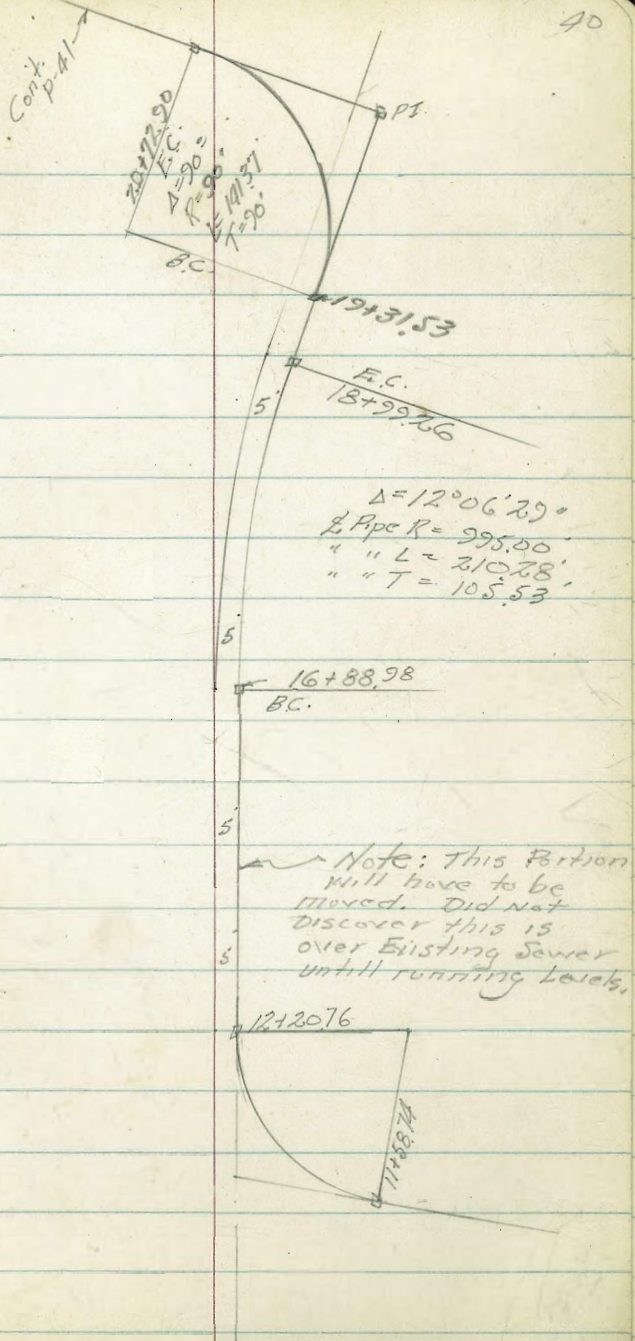 40
Cont.
p-41
PI.
20+72.90
E.C.
Δ=90°
R=90'
L=141.37
T=90'
B.C.
19+31.53
E.C.
18+99.26
5'
Δ=12°06'29"
℄ Pipe R= 995.00'
" " L = 210.28'
" " T = 105.53'
5'
16+88.98
B.C.
5'
Note: This Portion
will have to be
moved. Did Not
Discover this is
over Existing Sewer
untill running Levels.
5'
12+20.76
11+58.74